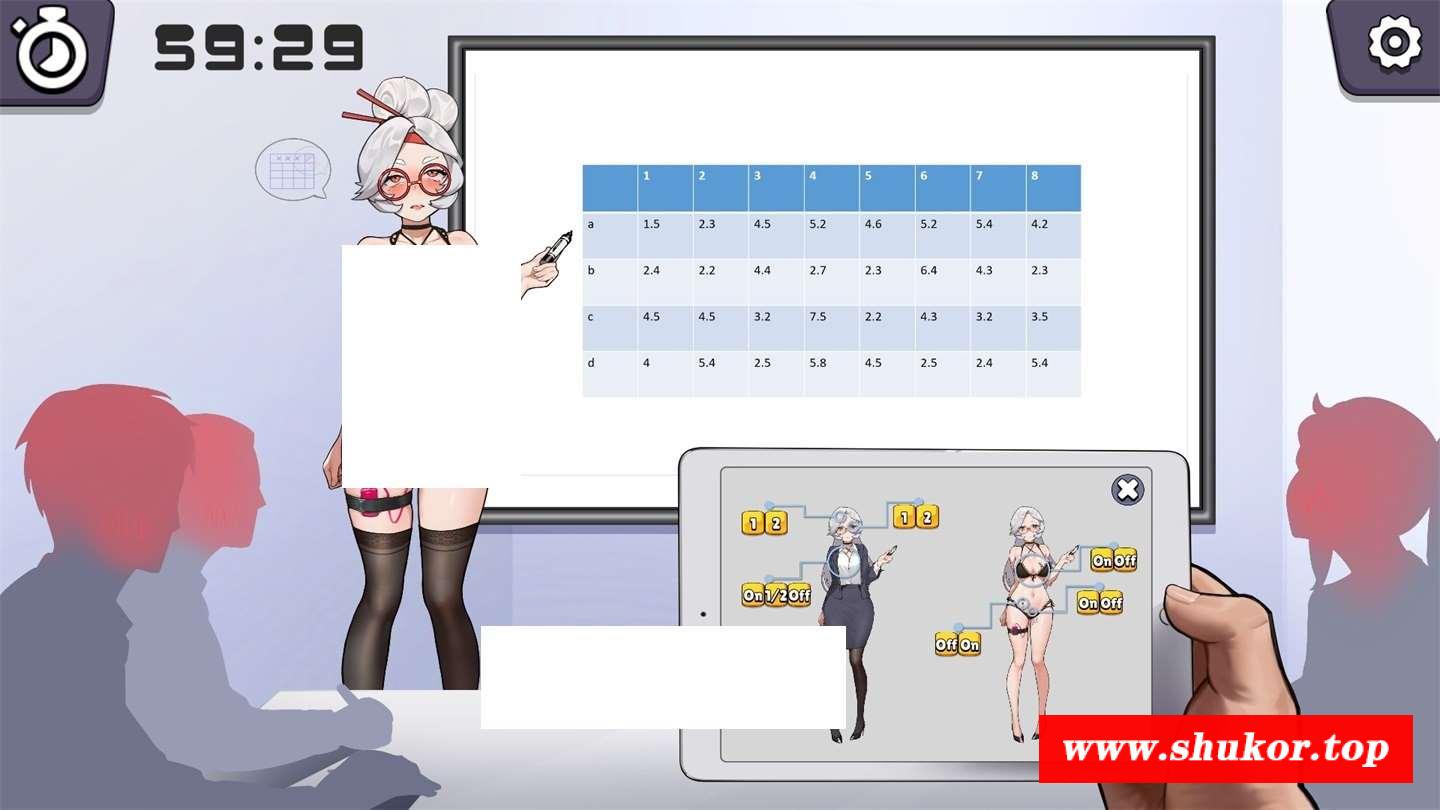 59:29
1 2 3 4 5 6 7 8
a 1.5 2.3 4.5 5.2 4.6 5.2 5.4 4.2
b 2.4 2.2 4.4 2.7 2.3 6.4 4.3 2.3
c 4.5 4.5 3.2 7.5 2.2 4.3 3.2 3.5
d 4 5.4 2.5 5.8 4.5 2.5 2.4 5.4
1 2
1 2
On 1/2 Off
On Off
On Off
Off On
www.shukor.top